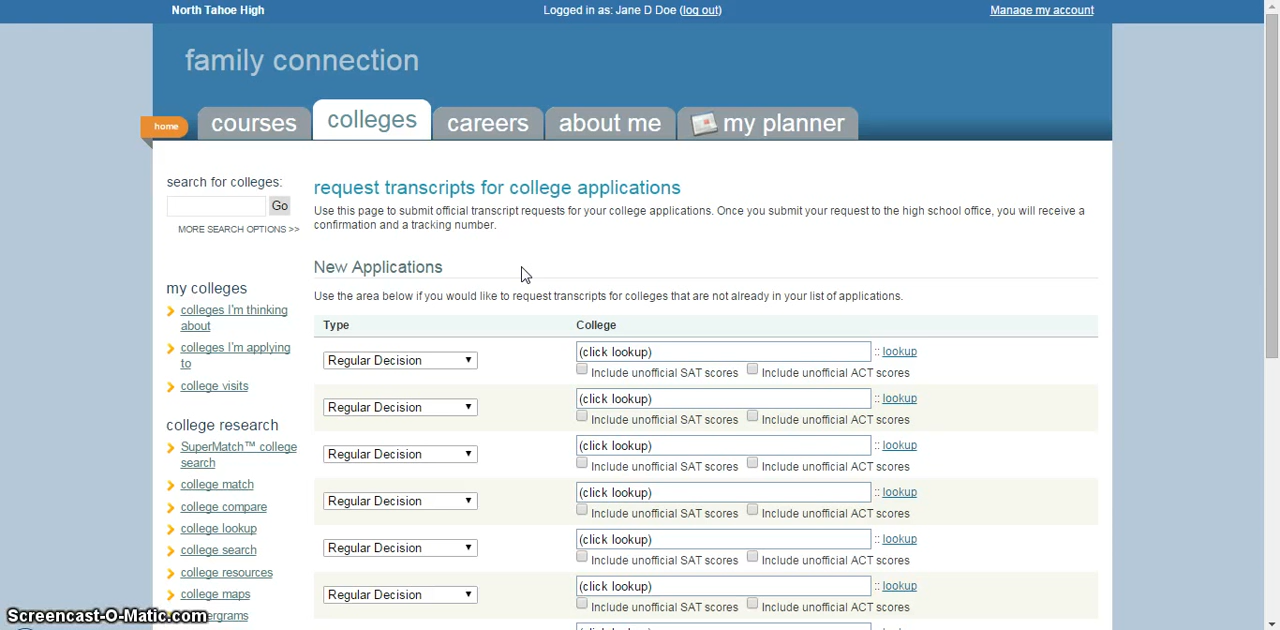 North Tahoe High
Logged in as: Jane D Doe (log out)
Manage my account
family connection
home
courses
colleges
careers
about me
my planner
search for colleges:
Go
MORE SEARCH OPTIONS >>
my colleges
colleges I'm thinking
about
colleges I'm applying
to
college visits
college research
SuperMatch™ college
search
college match
college compare
college lookup
college search
college resources
college maps
request transcripts for college applications
Use this page to submit official transcript requests for your college applications. Once you submit your request to the high school office, you will receive a
confirmation and a tracking number.
New Applications
Use the area below if you would like to request transcripts for colleges that are not already in your list of applications.
Type College
Regular Decision (click lookup) :: lookup
Include unofficial SAT scores Include unofficial ACT scores
Regular Decision (click lookup) :: lookup
Include unofficial SAT scores Include unofficial ACT scores
Regular Decision (click lookup) :: lookup
Include unofficial SAT scores Include unofficial ACT scores
Regular Decision (click lookup) :: lookup
Include unofficial SAT scores Include unofficial ACT scores
Regular Decision (click lookup) :: lookup
Include unofficial SAT scores Include unofficial ACT scores
Regular Decision (click lookup) :: lookup
Include unofficial SAT scores Include unofficial ACT scores
Screencast-O-Matic.com